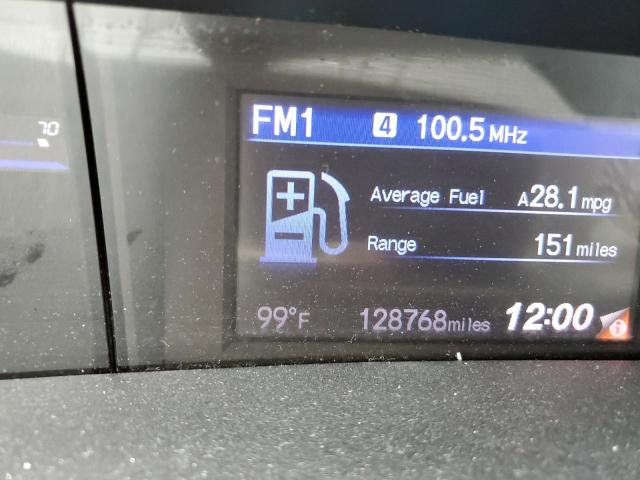 70
FM1 4 100.5 MHz
Average Fuel A28.1 mpg
Range 151 miles
99°F 128768 miles 12:00 i